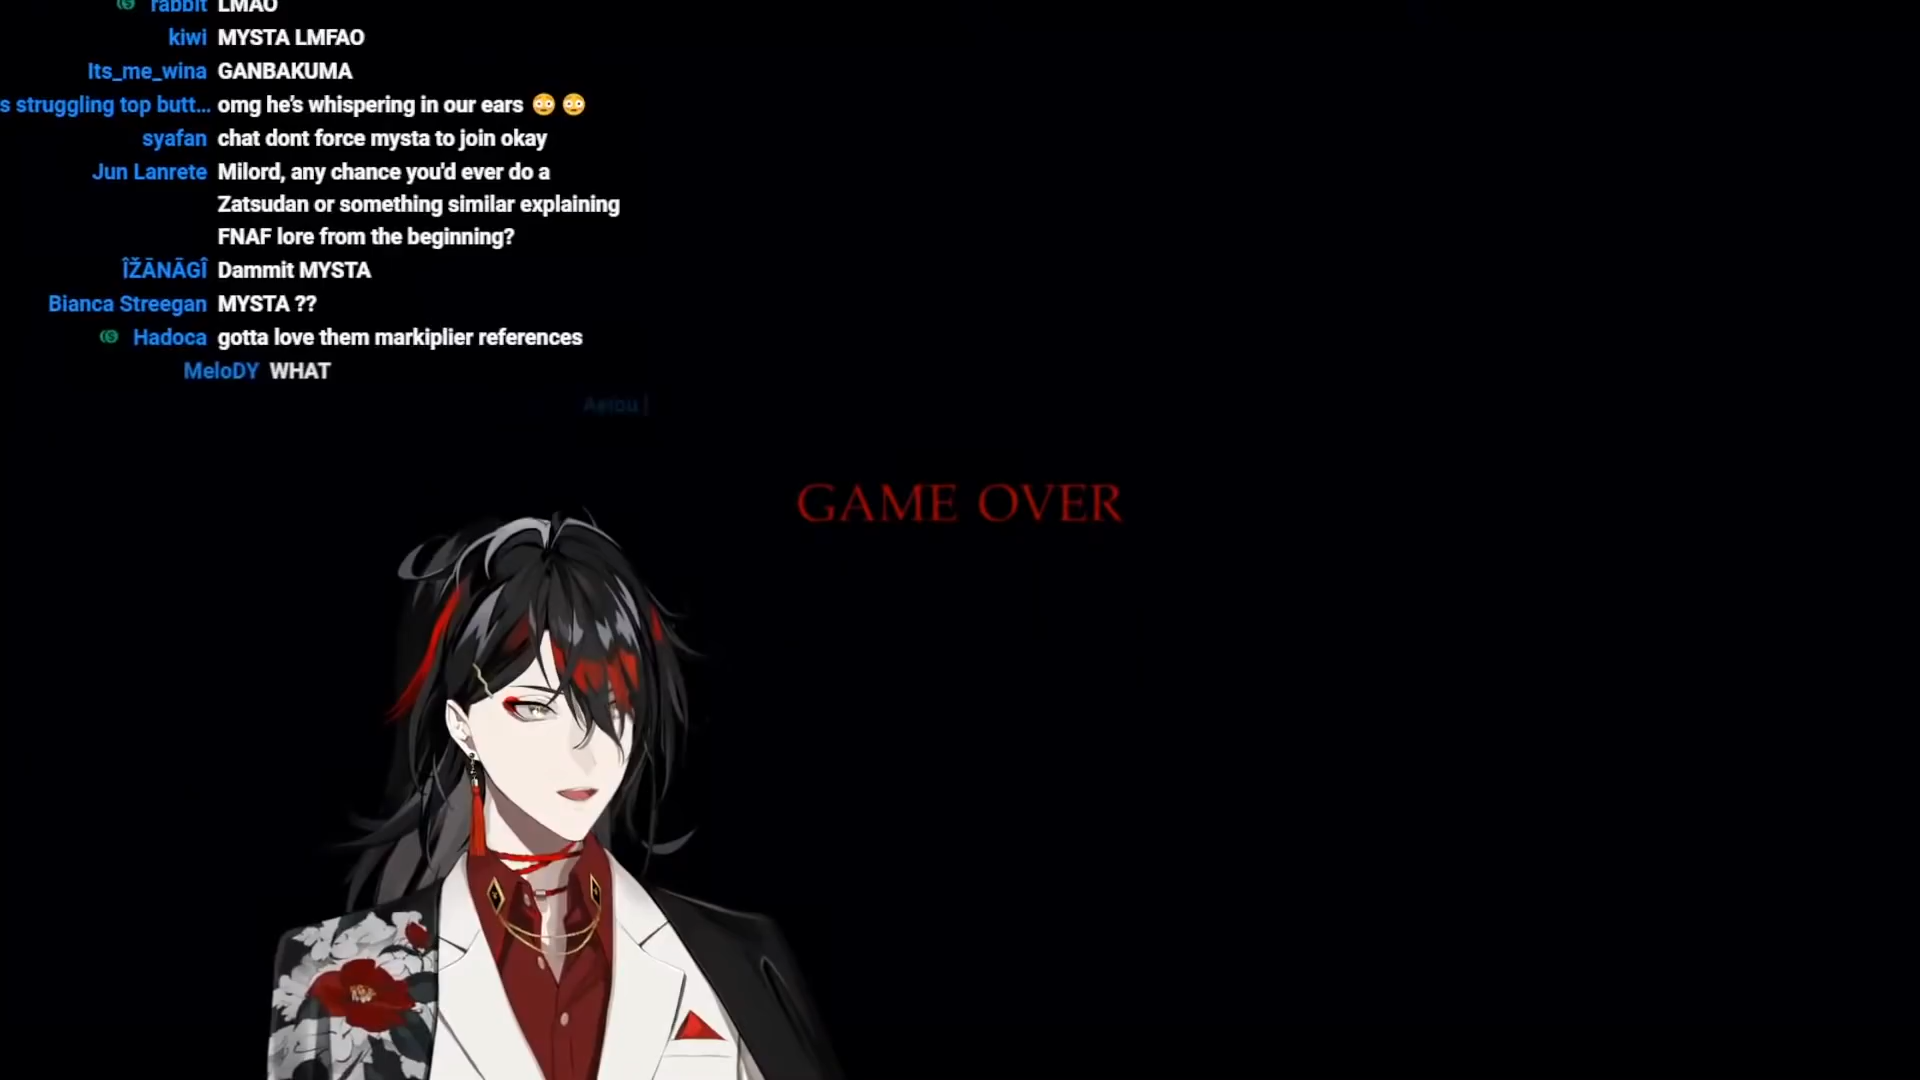 rabbit LMAO
kiwi MYSTA LMFAO
Its_me_wina GANBAKUMA
s struggling top butt... omg he's whispering in our ears 😳 😳
syafan chat dont force mysta to join okay
Jun Lanrete Milord, any chance you'd ever do a
Zatsudan or something similar explaining
FNAF lore from the beginning?
ÎŽĀNĀGÎ Dammit MYSTA
Bianca Streegan MYSTA ??
Hadoca gotta love them markiplier references
MeloDY WHAT
GAME OVER